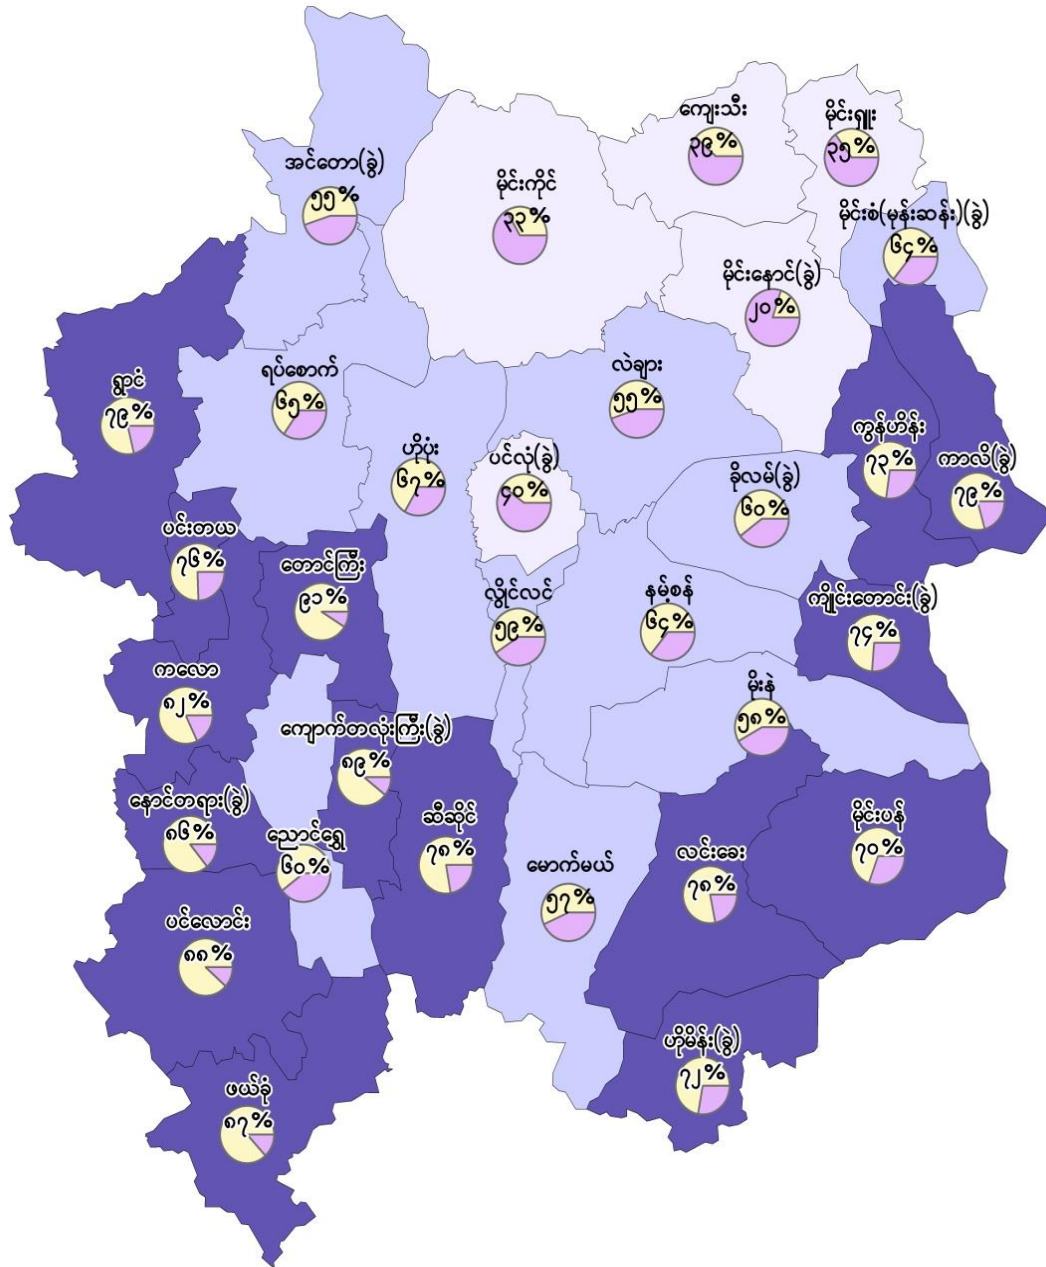 ကျေးသီး
၃၉%
မိုင်းရှူး
၃၅%
အင်တော(ခွဲ)
၅၅%
မိုင်းကိုင်
၃၃%
မိုင်းစံ(မုန်းဆန်း)(ခွဲ)
၆၄%
မိုင်းနောင်(ခွဲ)
၂၀%
ရွာငံ
၇၉%
ရပ်စောက်
၆၅%
လဲချား
၅၅%
ဟိုပုံး
၆၇%
ပင်လုံ(ခွဲ)
၄၀%
ခိုလမ်(ခွဲ)
၆၀%
ကွန်ဟိန်း
၇၃%
ကာလိ(ခွဲ)
၇၉%
ပင်းတယ
၇၆%
တောင်ကြီး
၉၁%
လွိုင်လင်
၅၉%
နမ့်စန်
၆၄%
ကျိုင်းတောင်း(ခွဲ)
၇၄%
ကလော
၈၂%
ကျောက်တလုံးကြီး(ခွဲ)
၈၉%
မိုးနဲ
၅၈%
နောင်တရား(ခွဲ)
၈၆%
ညောင်ရွှေ
၆၀%
ဆီဆိုင်
၇၈%
မောက်မယ်
၅၇%
လင်းခေး
၇၈%
မိုင်းပန်
၇၀%
ပင်လောင်း
၈၈%
ဟိုမိန်း(ခွဲ)
၇၂%
ဖယ်ခုံ
၈၇%